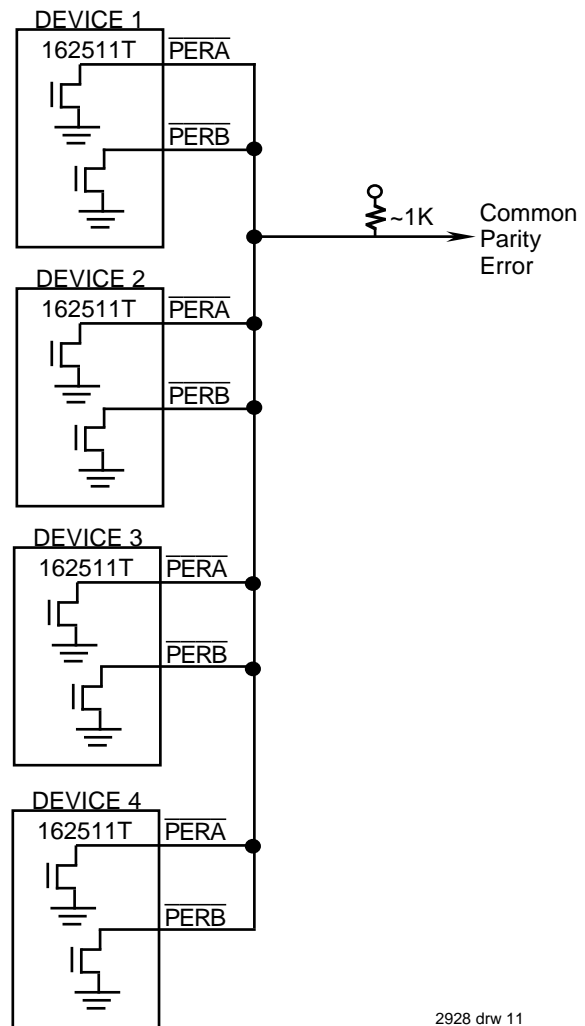 DEVICE 1
162511T
PERA
PERB
~1K
Common
Parity
Error
DEVICE 2
162511T
PERA
PERB
DEVICE 3
162511T
PERA
PERB
DEVICE 4
162511T
PERA
PERB
2928 drw 11